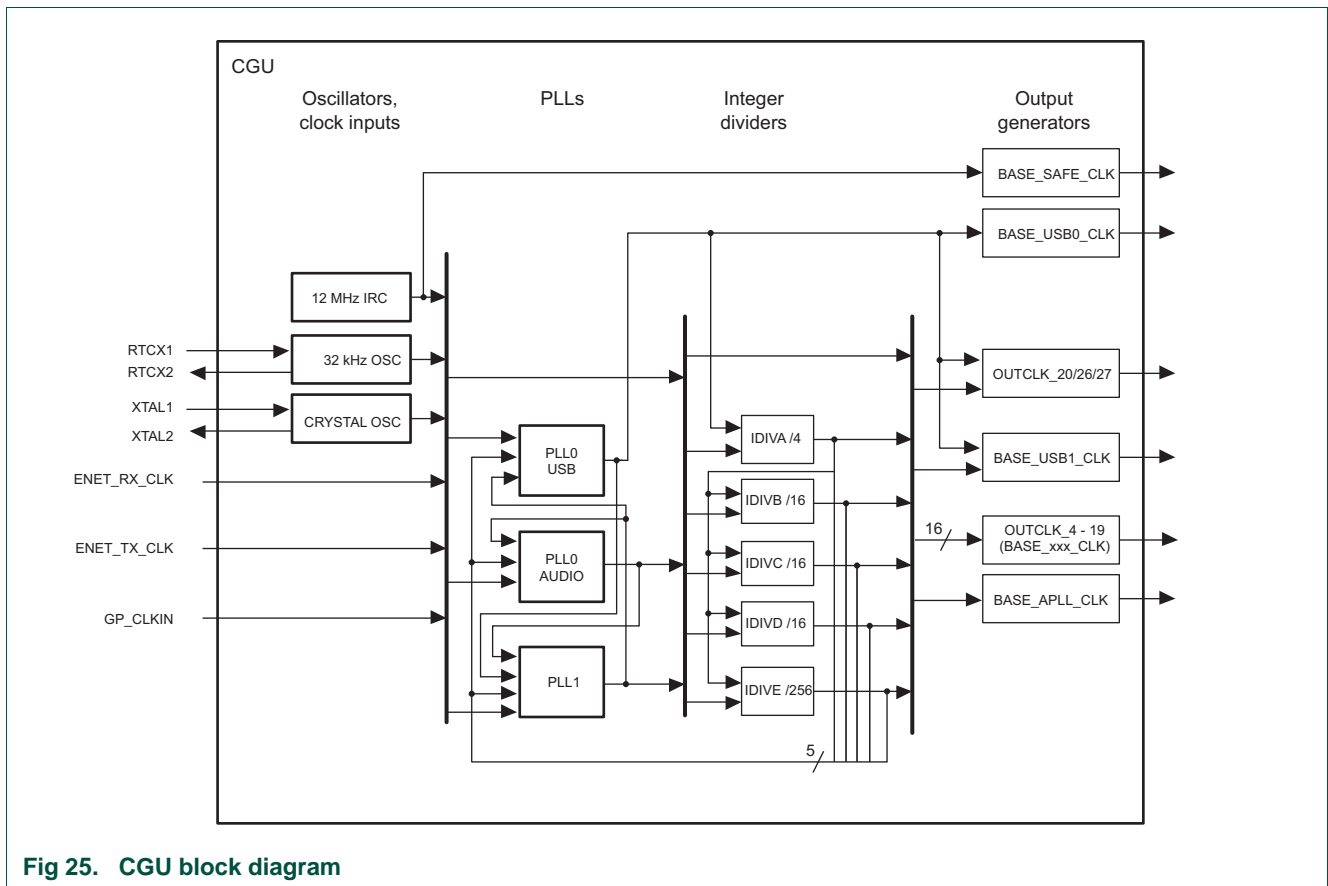 CGU
Oscillators,
clock inputs
PLLs
Integer
dividers
Output
generators
BASE_SAFE_CLK
BASE_USB0_CLK
12 MHz IRC
RTCX1
32 kHz OSC
RTCX2
OUTCLK_20/26/27
XTAL1
CRYSTAL OSC
XTAL2
PLL0
USB
IDIVA /4
BASE_USB1_CLK
ENET_RX_CLK
IDIVB /16
16
OUTCLK_4 - 19
(BASE_xxx_CLK)
ENET_TX_CLK
PLL0
AUDIO
IDIVC /16
BASE_APLL_CLK
GP_CLKIN
IDIVD /16
PLL1
IDIVE /256
5
Fig 25. CGU block diagram